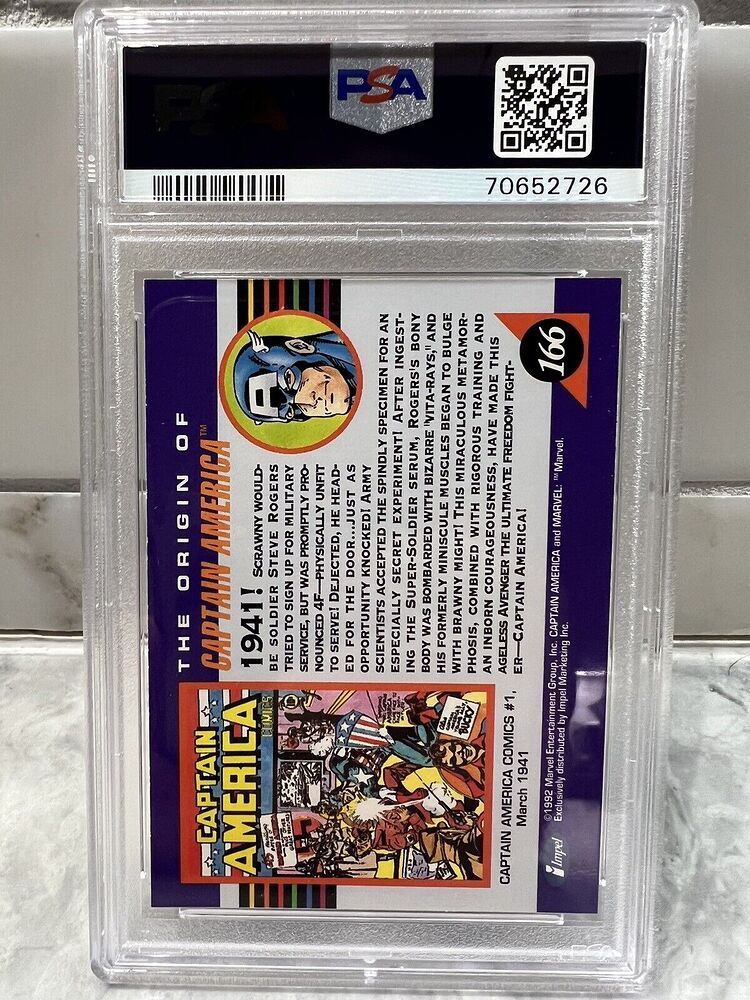 PSA
70652726
THE ORIGIN OF
CAPTAIN AMERICA™
1941! SCRAWNY WOULD-
BE SOLDIER STEVE ROGERS
TRIED TO SIGN UP FOR MILITARY
SERVICE, BUT WAS PROMPTLY PRO-
NOUNCED 4F—PHYSICALLY UNFIT
TO SERVE! DEJECTED, HE HEAD-
ED FOR THE DOOR...JUST AS
OPPORTUNITY KNOCKED! ARMY
SCIENTISTS ACCEPTED THE SPINDLY SPECIMEN FOR AN
ESPECIALLY SECRET EXPERIMENT! AFTER INGEST-
ING THE SUPER-SOLDIER SERUM, ROGERS'S BONY
BODY WAS BOMBARDED WITH BIZARRE "VITA-RAYS," AND
HIS FORMERLY MINISCULE MUSCLES BEGAN TO BULGE
WITH BRAWNY MIGHT! THIS MIRACULOUS METAMOR-
PHOSIS, COMBINED WITH RIGOROUS TRAINING AND
AN INBORN COURAGEOUSNESS, HAVE MADE THIS
AGELESS AVENGER THE ULTIMATE FREEDOM FIGHT-
ER—CAPTAIN AMERICA!
166
CAPTAIN
AMERICA
COMICS
BUCKY
CAPTAIN AMERICA COMICS #1,
March 1941
Impel
©1992 Marvel Entertainment Group, Inc. CAPTAIN AMERICA and MARVEL: ™ Marvel.
Exclusively distributed by Impel Marketing Inc.